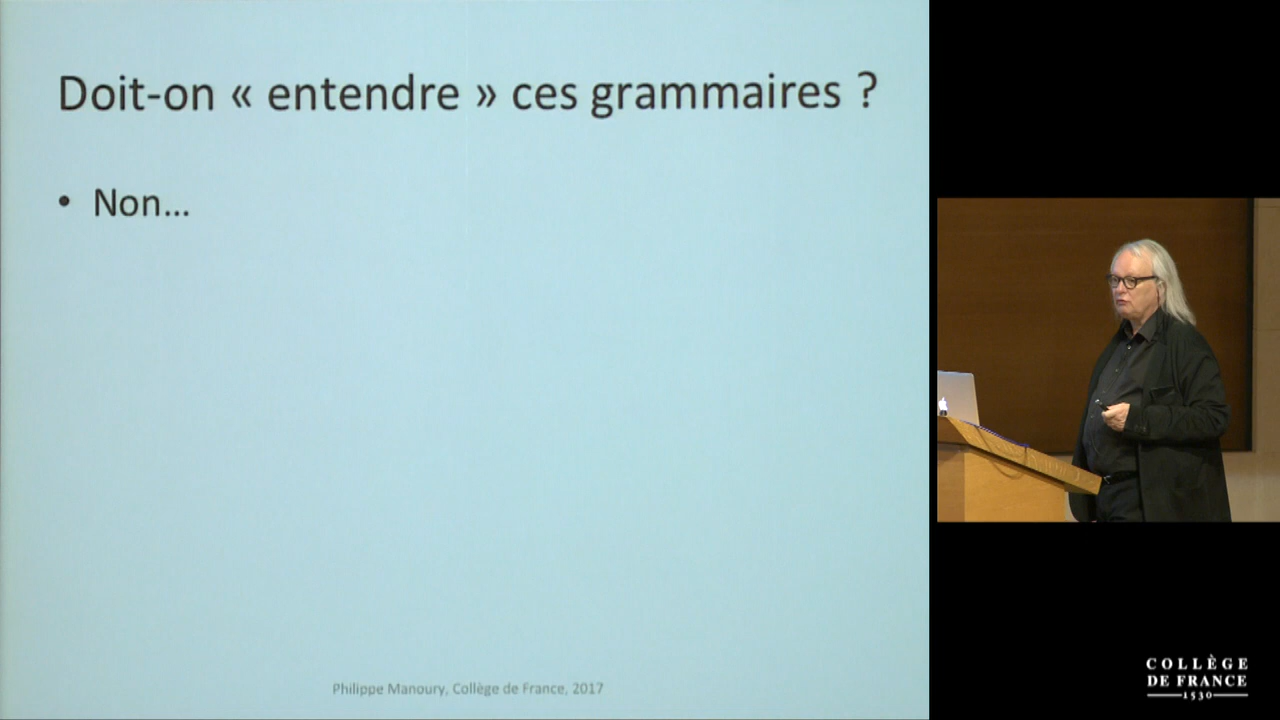 Doit-on « entendre » ces grammaires ?
• Non...
Philippe Manoury, Collège de France, 2017
COLLÈGE
DE FRANCE
1530